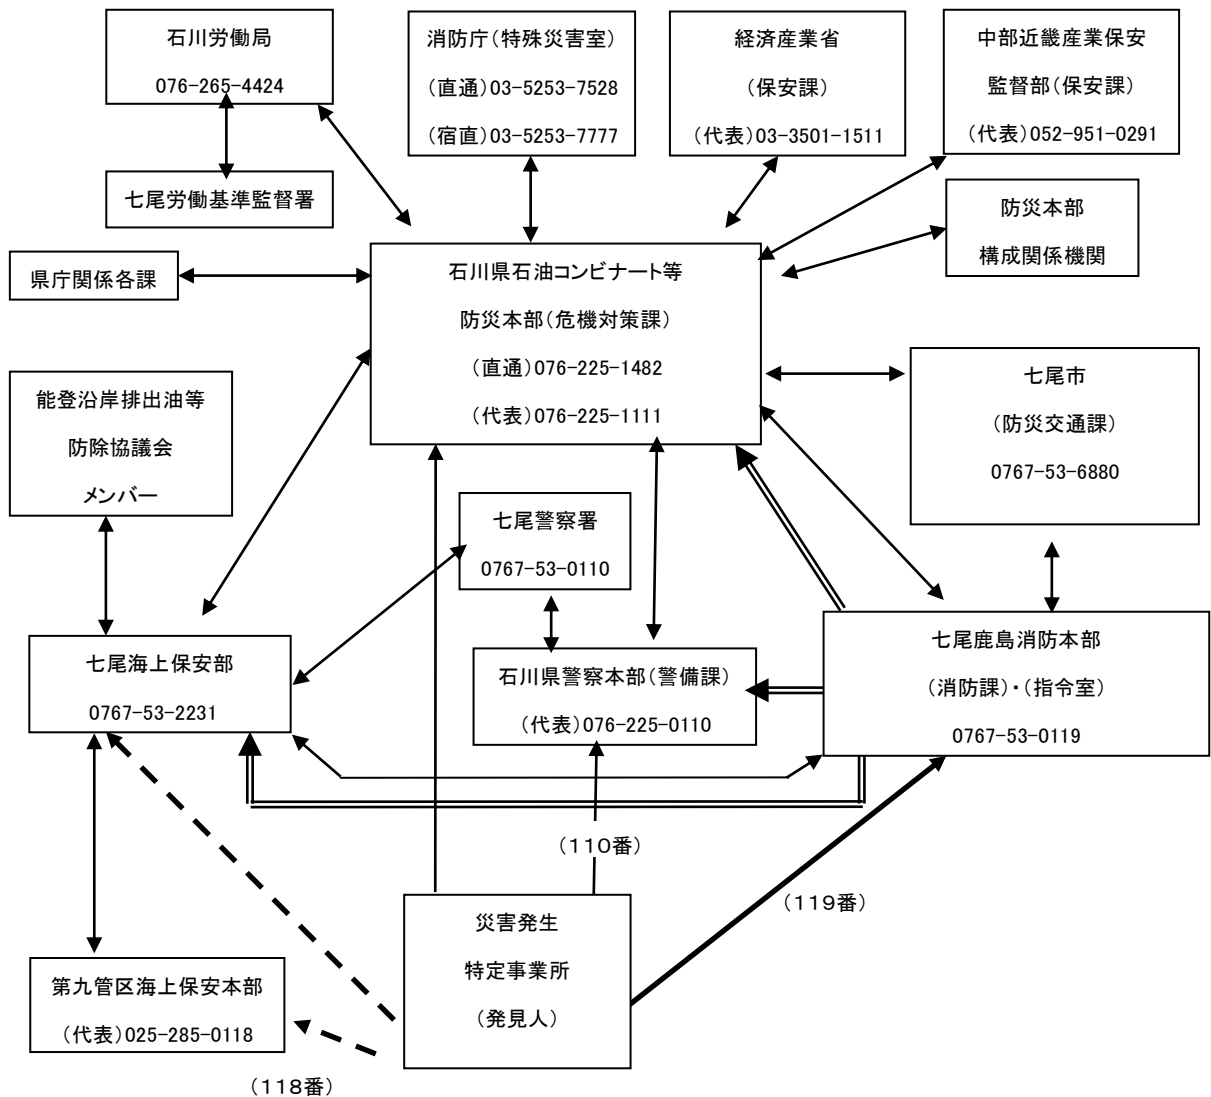 石川労働局
076-265-4424
消防庁(特殊災害室)
(直通)03-5253-7528
(宿直)03-5253-7777
経済産業省
(保安課)
(代表)03-3501-1511
中部近畿産業保安
監督部(保安課)
(代表)052-951-0291
七尾労働基準監督署
防災本部
構成関係機関
県庁関係各課
石川県石油コンビナート等
防災本部(危機対策課)
(直通)076-225-1482
(代表)076-225-1111
能登沿岸排出油等
防除協議会
メンバー
七尾市
(防災交通課)
0767-53-6880
七尾警察署
0767-53-0110
七尾海上保安部
0767-53-2231
石川県警察本部(警備課)
(代表)076-225-0110
七尾鹿島消防本部
(消防課)・(指令室)
0767-53-0119
(110番)
(119番)
災害発生
特定事業所
(発見人)
第九管区海上保安本部
(代表)025-285-0118
(118番)